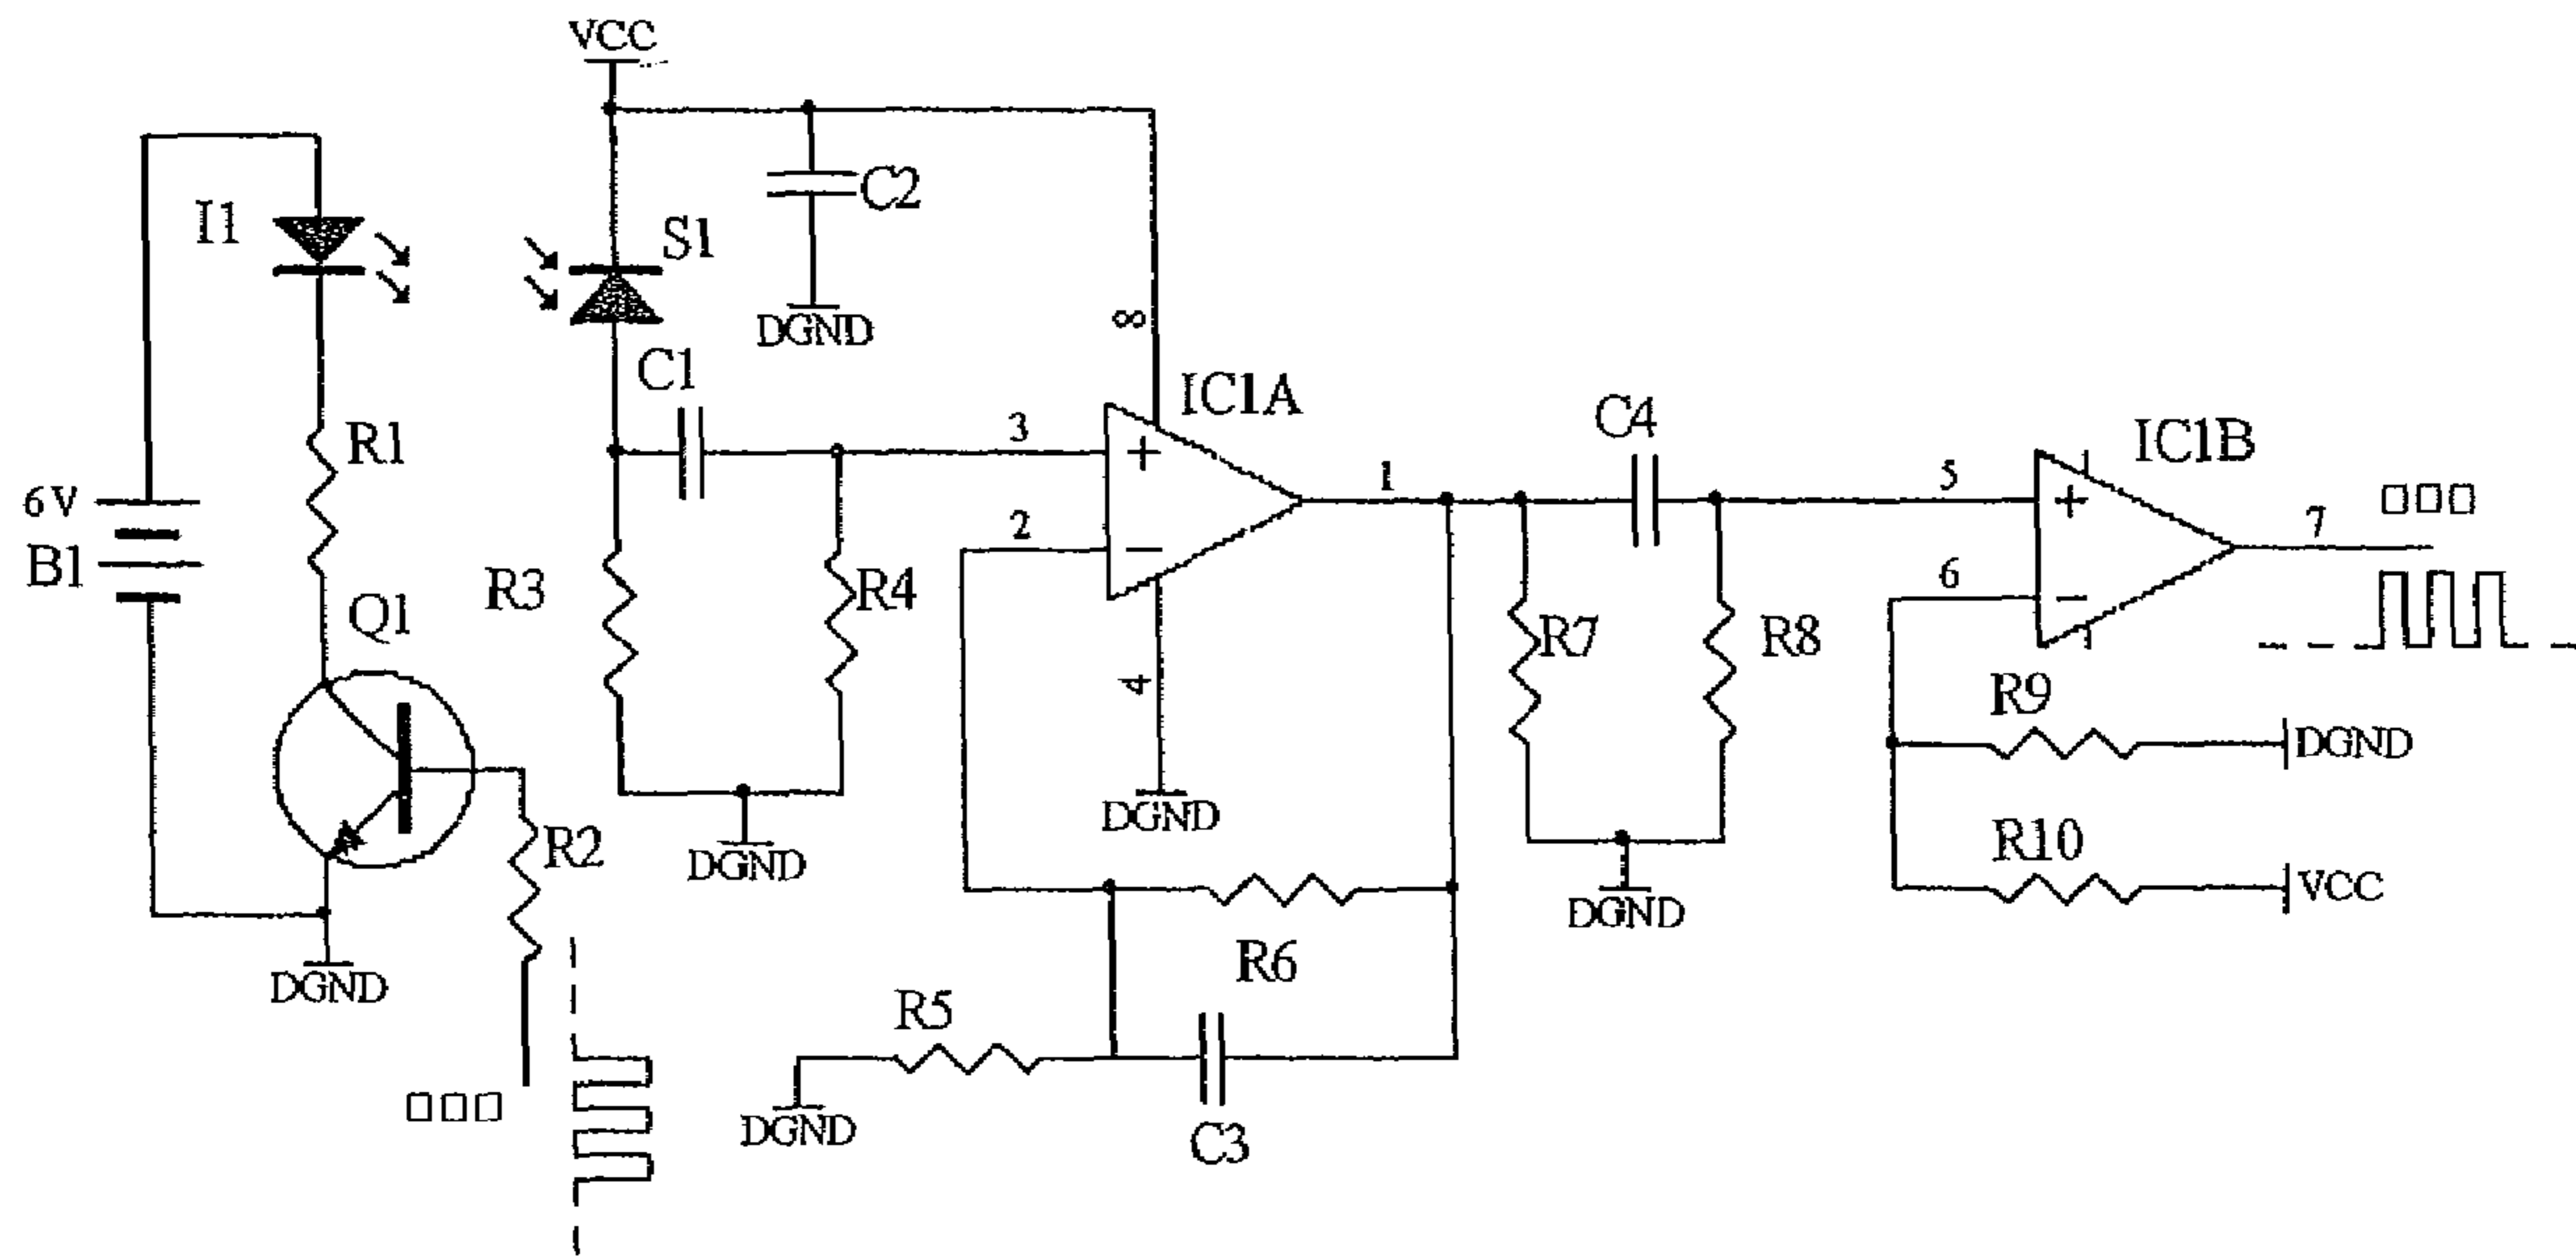 VCC
I1
S1
C2
DGND
C1
R1
3
8
IC1A
C4
IC1B
6V
B1
2
1
5
7
□□□
R3
R4
Q1
4
R7
R8
6
R9
DGND
DGND
DGND
R2
R10
VCC
DGND
DGND
R6
R5
□□□
DGND
C3